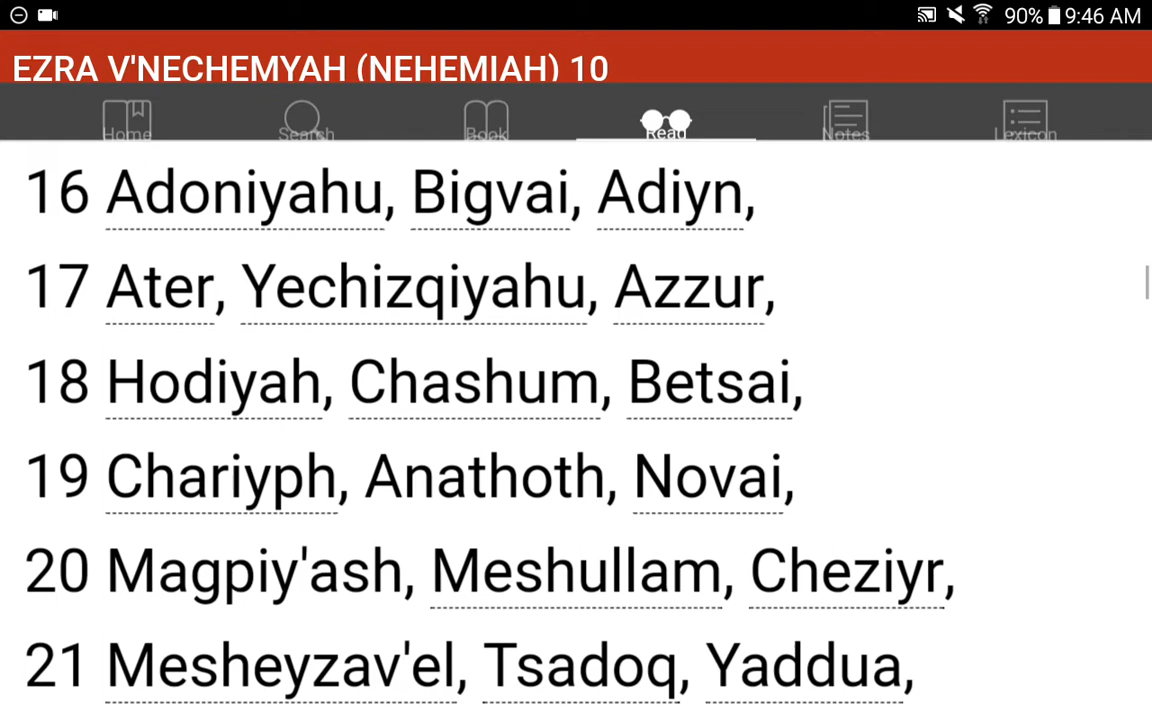 90% 9:46 AM
EZRA V'NECHEMYAH (NEHEMIAH) 10
Home Search Book Read Notes Lexicon
16 Adoniyahu, Bigvai, Adiyn,
17 Ater, Yechizqiyahu, Azzur,
18 Hodiyah, Chashum, Betsai,
19 Chariyph, Anathoth, Novai,
20 Magpiy'ash, Meshullam, Cheziyr,
21 Mesheyzav'el, Tsadoq, Yaddua,